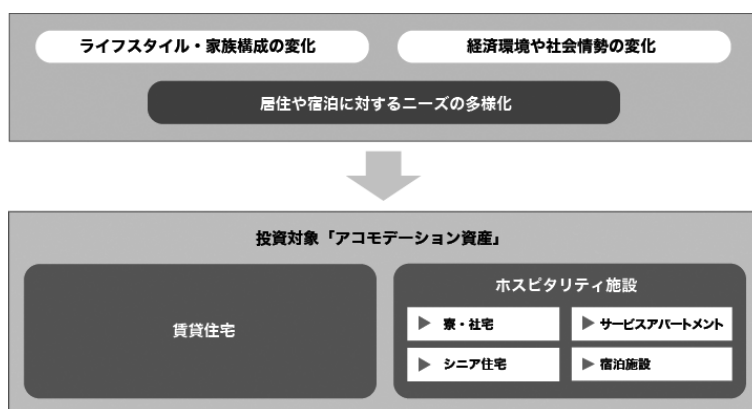 ライフスタイル・家族構成の変化
経済環境や社会情勢の変化
居住や宿泊に対するニーズの多様化
投資対象「アコモデーション資産」
賃貸住宅
ホスピタリティ施設
▶ 寮・社宅
▶ サービスアパートメント
▶ シニア住宅
▶ 宿泊施設